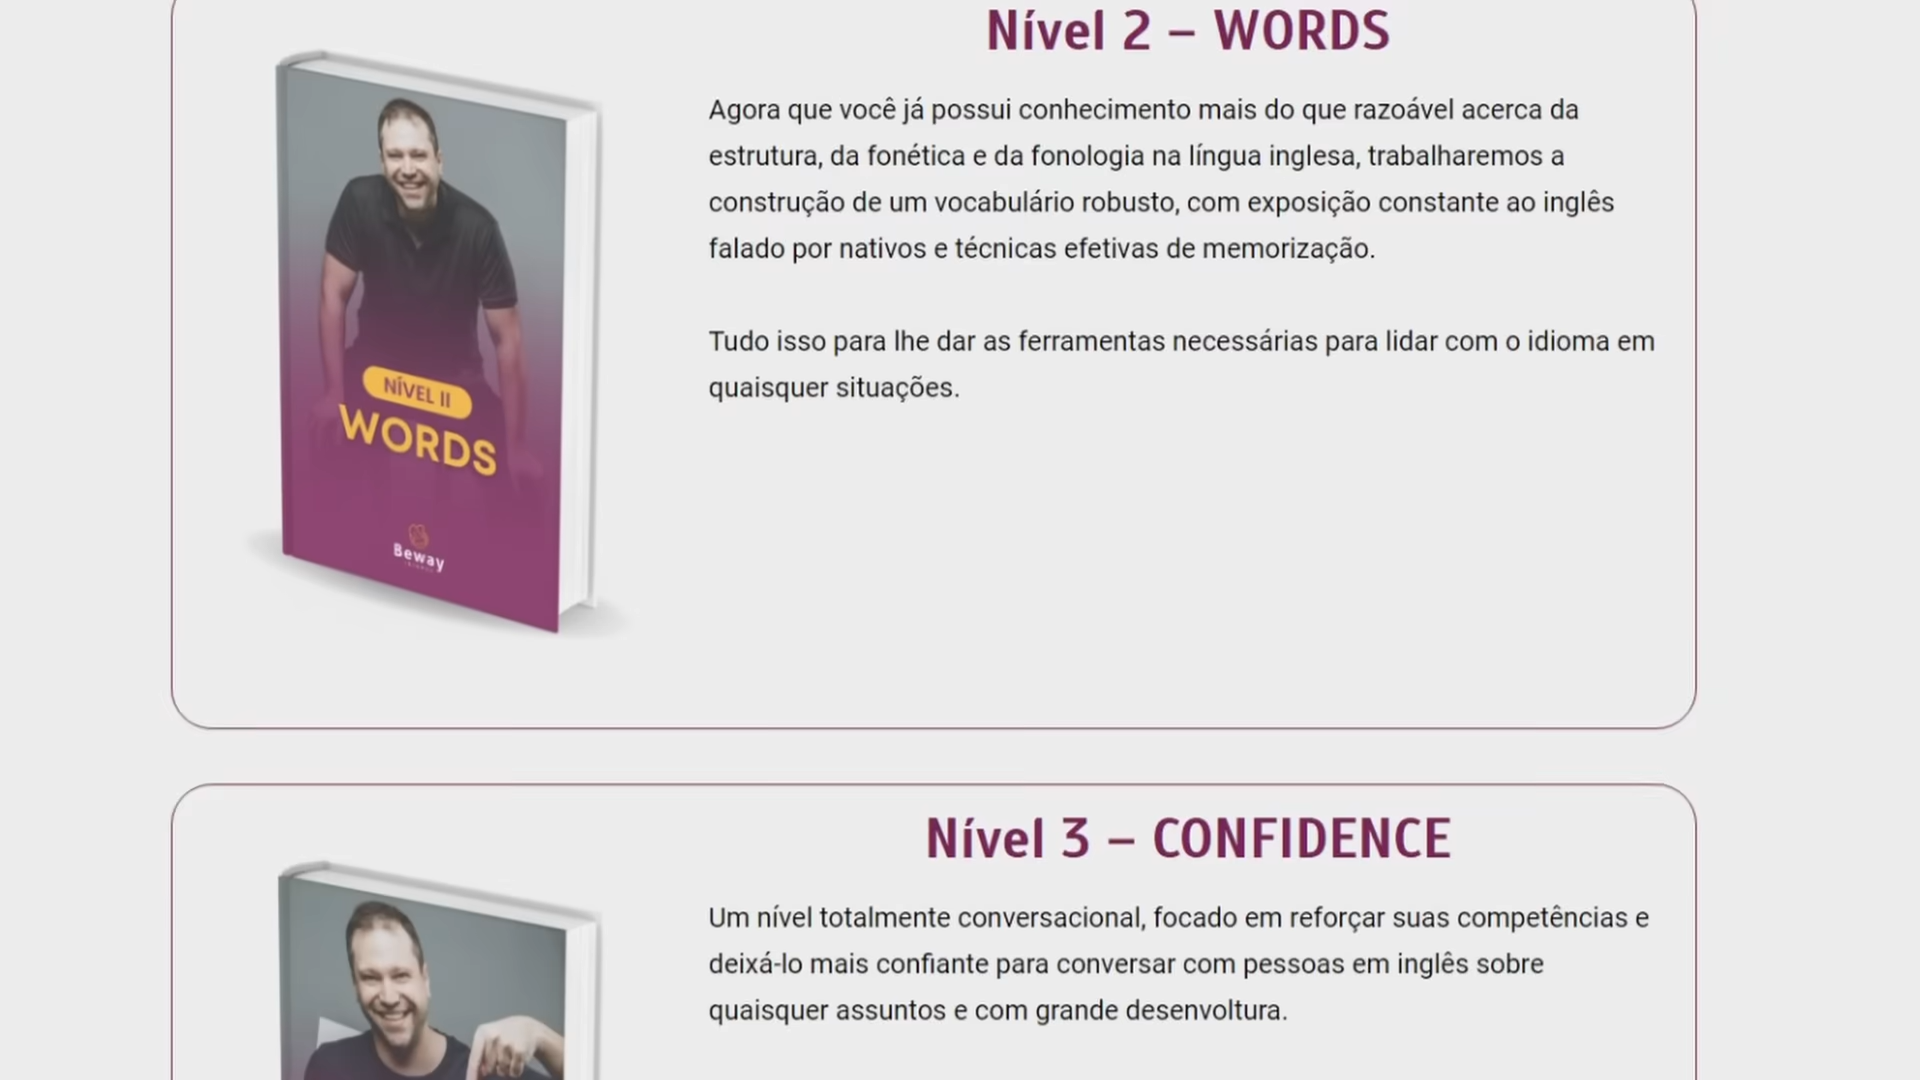 Nível 2 – WORDS
Agora que você já possui conhecimento mais do que razoável acerca da
estrutura, da fonética e da fonologia na língua inglesa, trabalharemos a
construção de um vocabulário robusto, com exposição constante ao inglês
falado por nativos e técnicas efetivas de memorização.
Tudo isso para lhe dar as ferramentas necessárias para lidar com o idioma em
quaisquer situações.
NÍVEL II
WORDS
Beway
Nível 3 – CONFIDENCE
Um nível totalmente conversacional, focado em reforçar suas competências e
deixá-lo mais confiante para conversar com pessoas em inglês sobre
quaisquer assuntos e com grande desenvoltura.